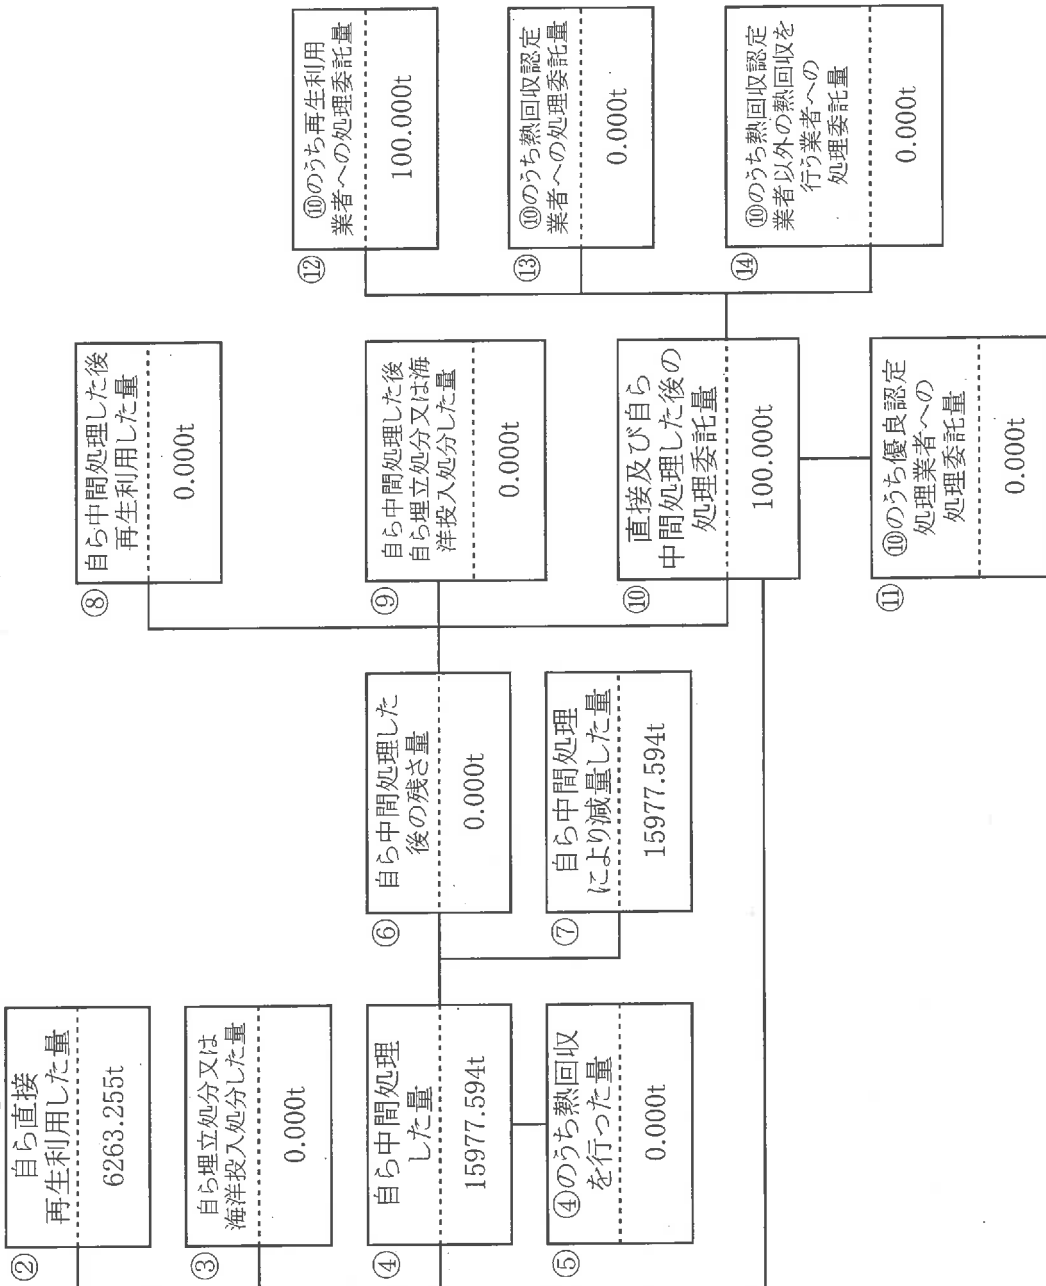 ②
自ら直接
再生利用した量
6263.255t
③
自ら埋立処分又は
海洋投入処分した量
0.000t
④
自ら中間処理
した量
15977.594t
⑤
④のうち熱回収
を行った量
0.000t
⑥
自ら中間処理した
後の残さ量
0.000t
⑦
自ら中間処理
により減量した量
15977.594t
⑧
自ら中間処理した後
再生利用した量
0.000t
⑨
自ら中間処理した後
自ら埋立処分又は海
洋投入処分した量
0.000t
⑩
直接及び自ら
中間処理した後の
処理委託量
100.000t
⑪
⑩のうち優良認定
処理業者への
処理委託量
0.000t
⑫
⑩のうち再生利用
業者への処理委託量
100.000t
⑬
⑩のうち熱回収認定
業者への処理委託量
0.000t
⑭
⑩のうち熱回収認定
業者以外の熱回収を
行う業者への
処理委託量
0.000t